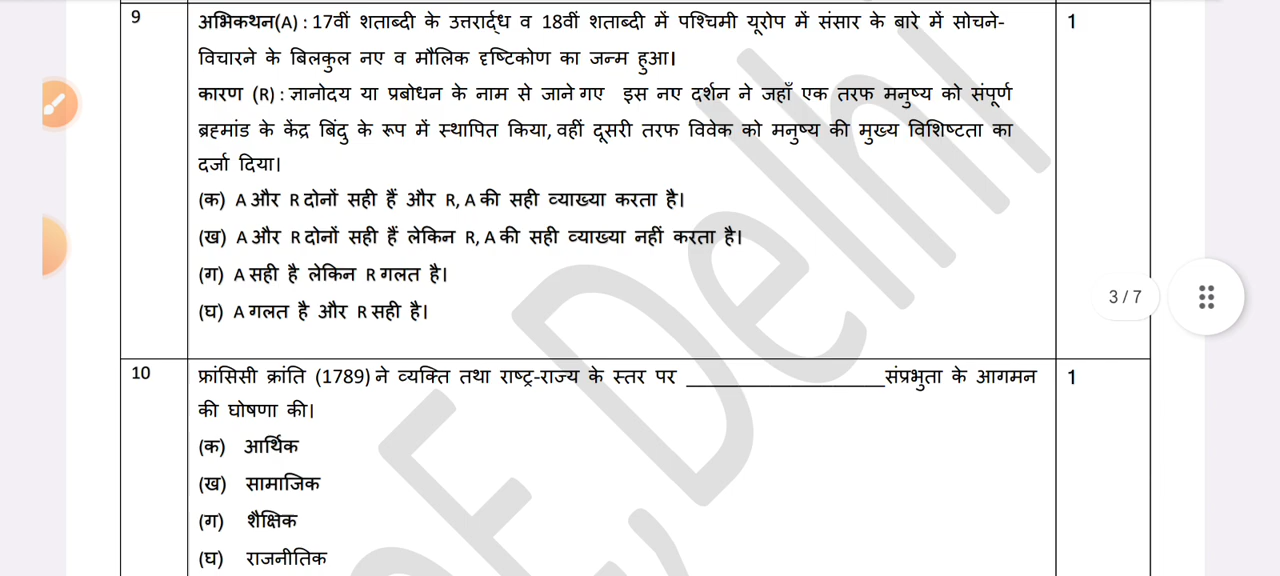 9
अभिकथन(A) : 17वीं शताब्दी के उत्तरार्द्ध व 18वीं शताब्दी में पश्चिमी यूरोप में संसार के बारे में सोचने-
1
विचारने के बिलकुल नए व मौलिक दृष्टिकोण का जन्म हुआ।
कारण (R) : ज्ञानोदय या प्रबोधन के नाम से जाने गए इस नए दर्शन ने जहाँ एक तरफ मनुष्य को संपूर्ण
ब्रह्मांड के केंद्र बिंदु के रूप में स्थापित किया, वहीं दूसरी तरफ विवेक को मनुष्य की मुख्य विशिष्टता का
दर्जा दिया।
(क) A और R दोनों सही हैं और R, A की सही व्याख्या करता है।
(ख) A और R दोनों सही हैं लेकिन R, A की सही व्याख्या नहीं करता है।
(ग) A सही है लेकिन R गलत है।
(घ) A गलत है और R सही है।
3 / 7
10
फ्रांसिसी क्रांति (1789) ने व्यक्ति तथा राष्ट्र-राज्य के स्तर पर ____________________संप्रभुता के आगमन
1
की घोषणा की।
(क) आर्थिक
(ख) सामाजिक
(ग) शैक्षिक
(घ) राजनीतिक
Delhi